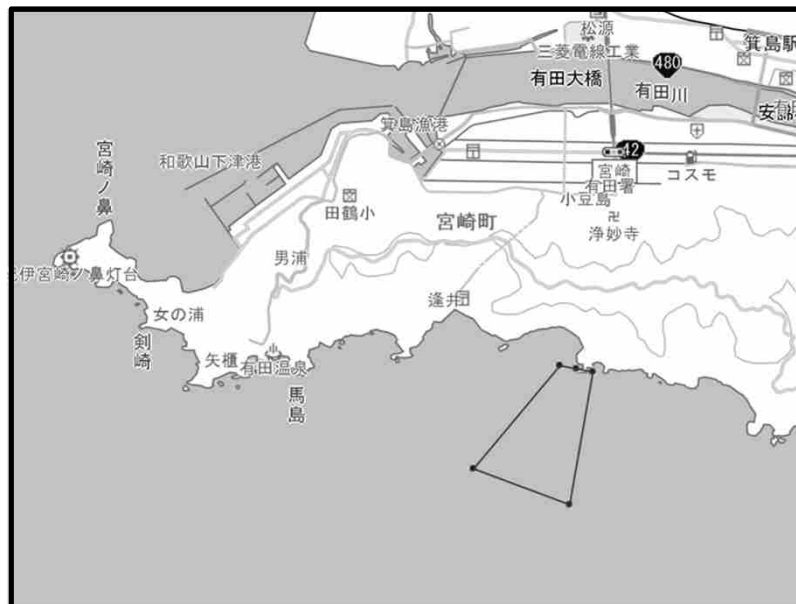 松源
三菱電線工業
箕島駅
480
有田大橋
有田川
箕島漁港
和歌山下津港
宮崎ノ鼻
42
宮崎
有田署
コスモ
小豆島
浄妙寺
田鶴小
宮崎町
男浦
伊宮崎ノ鼻灯台
逢井
女の浦
剣崎
矢櫃
有田温泉
馬島